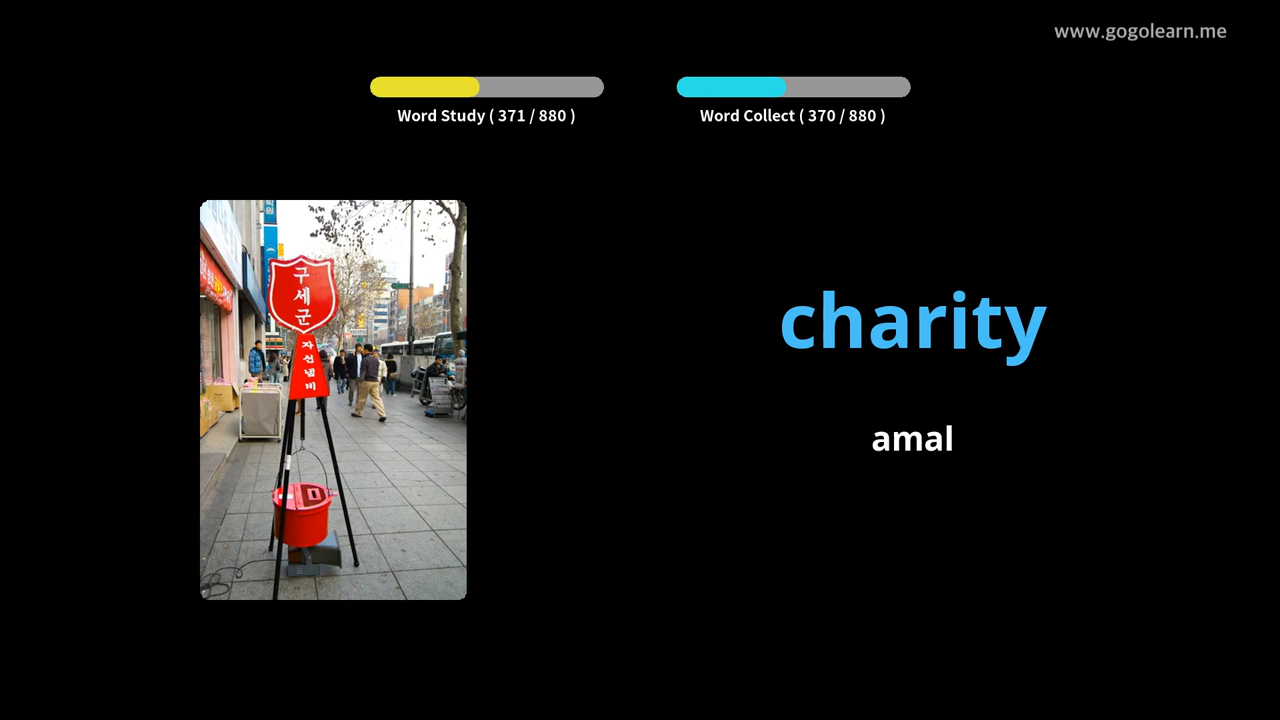 www.gogolearn.me
Word Study ( 371 / 880 )
Word Collect ( 370 / 880 )
구
세
군
자
선
냄
비
charity
amal